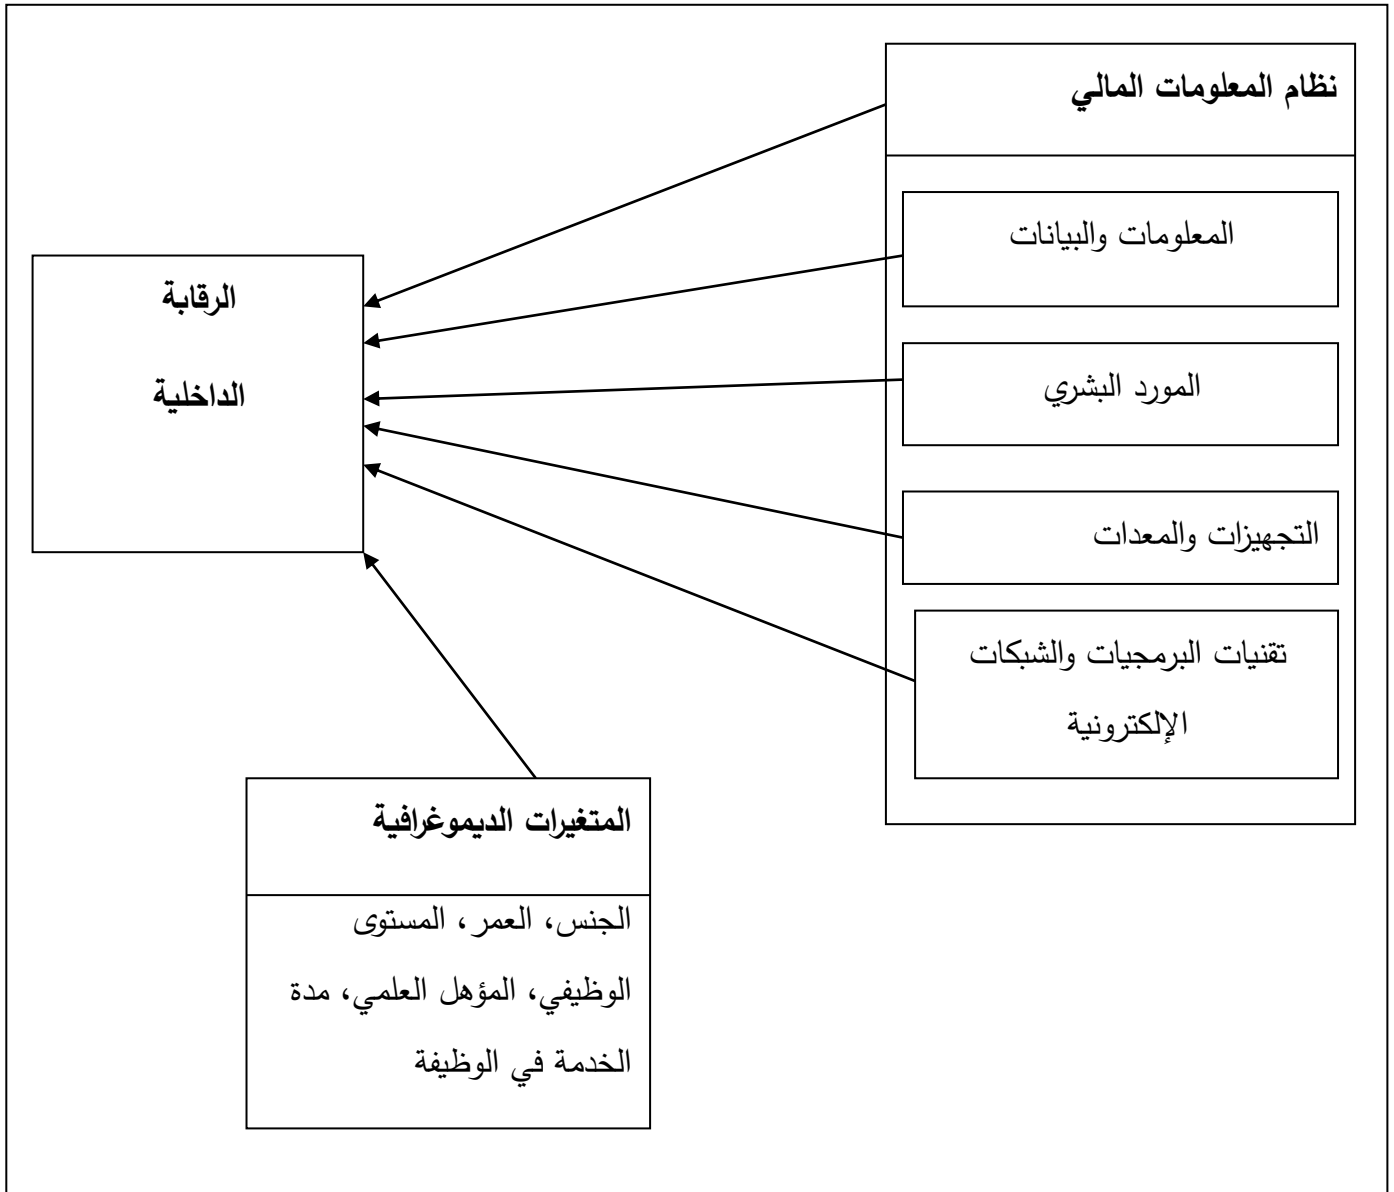 نظام المعلومات المالي
المعلومات والبيانات
المورد البشري
التجهيزات والمعدات
تقنيات البرمجيات والشبكات
الإلكترونية
الرقابة
الداخلية
المتغيرات الديموغرافية
الجنس، العمر، المستوى
الوظيفي، المؤهل العلمي، مدة
الخدمة في الوظيفة